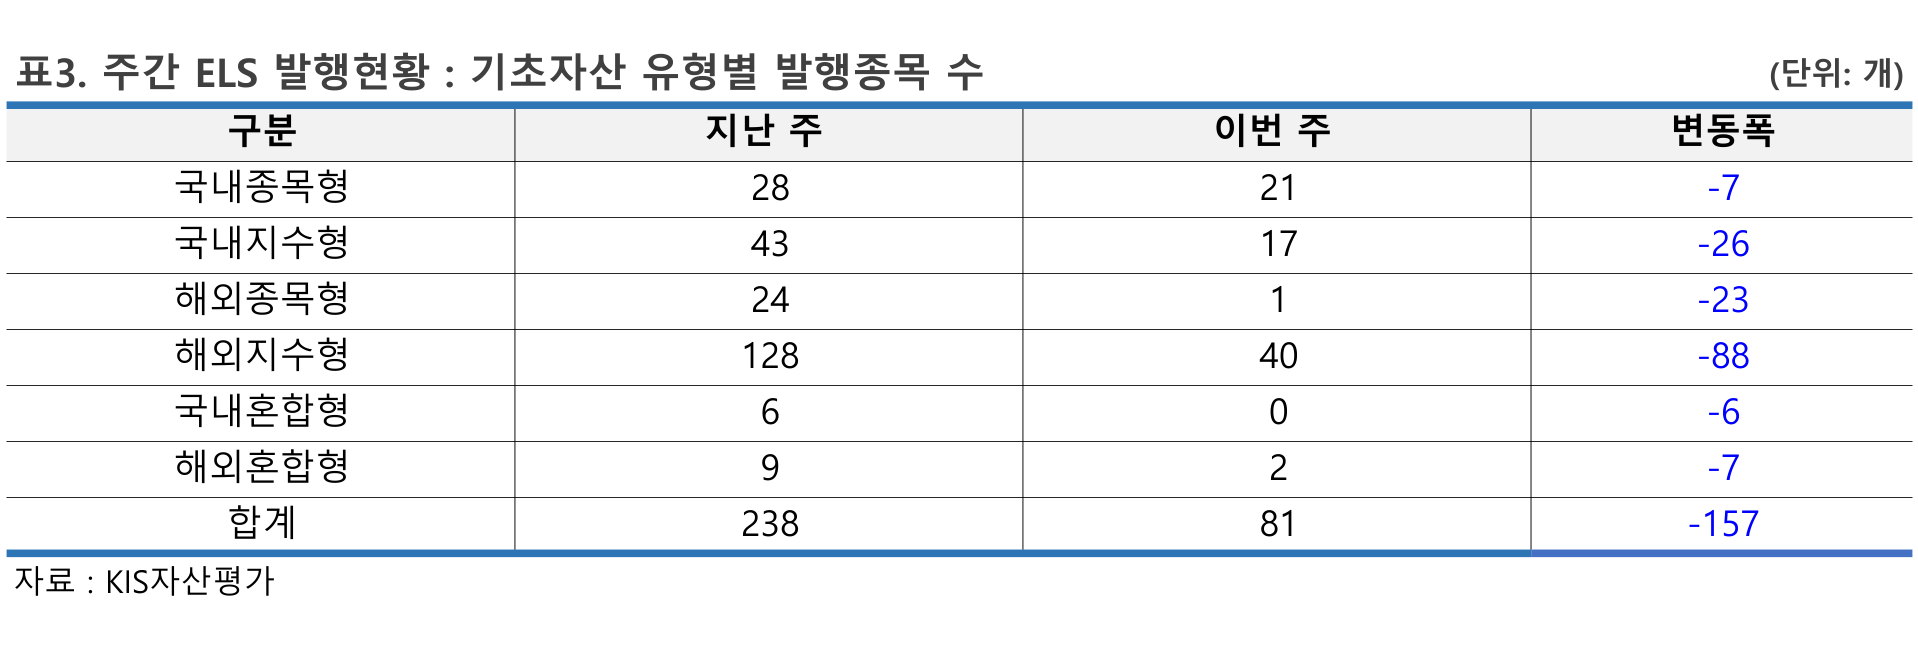 표3. 주간 ELS 발행현황 : 기초자산 유형별 발행종목 수 (단위: 개)
구분 지난 주 이번 주 변동폭
국내종목형 28 21 -7
국내지수형 43 17 -26
해외종목형 24 1 -23
해외지수형 128 40 -88
국내혼합형 6 0 -6
해외혼합형 9 2 -7
합계 238 81 -157
자료 : KIS자산평가